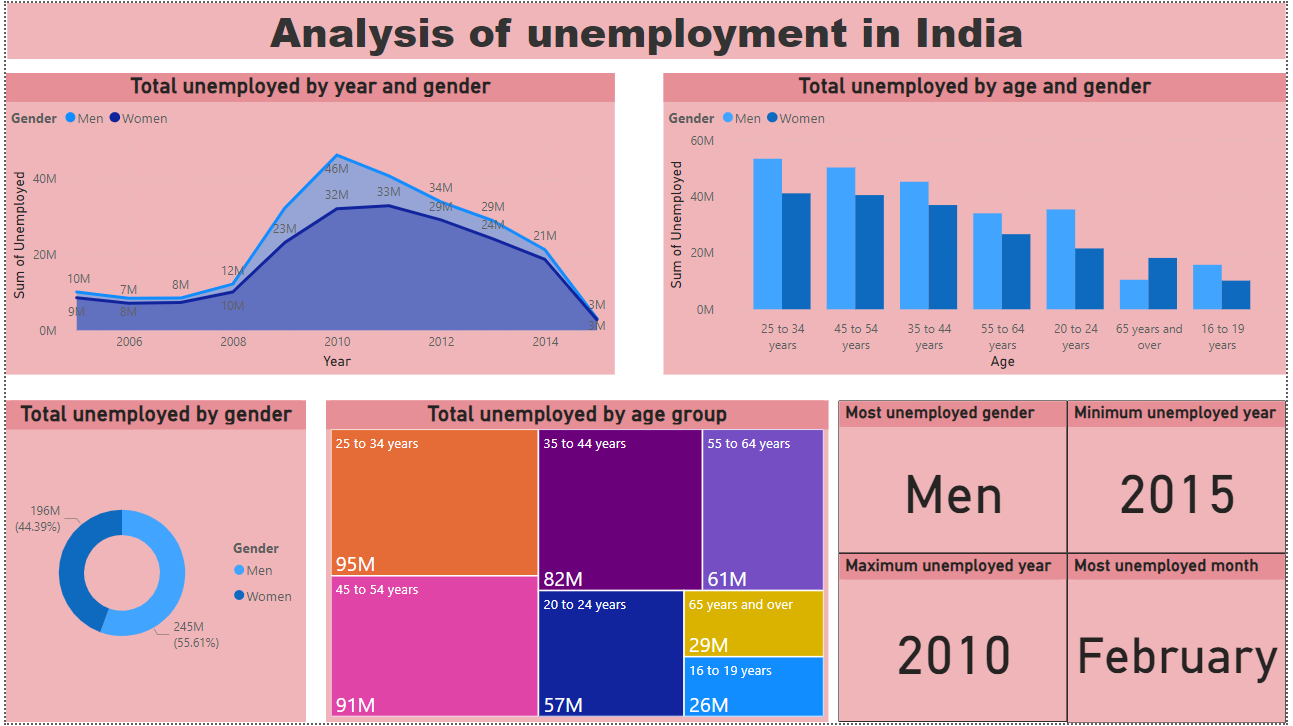 Analysis of unemployment in India
Total unemployed by year and gender
Gender Men Women
Sum of Unemployed
40M
20M
0M
10M
9M
7M
8M
8M
12M
10M
23M
46M
32M
33M
34M
29M
29M
24M
21M
3M
3M
2006 2008 2010 2012 2014
Year
Total unemployed by age and gender
Gender Men Women
Sum of Unemployed
60M
40M
20M
0M
25 to 34 years
45 to 54 years
35 to 44 years
55 to 64 years
20 to 24 years
65 years and over
16 to 19 years
Age
Total unemployed by gender
196M
(44.39%)
245M
(55.61%)
Gender
Men
Women
Total unemployed by age group
25 to 34 years
95M
45 to 54 years
91M
35 to 44 years
82M
55 to 64 years
61M
20 to 24 years
57M
65 years and over
29M
16 to 19 years
26M
Most unemployed gender
Men
Minimum unemployed year
2015
Maximum unemployed year
2010
Most unemployed month
February